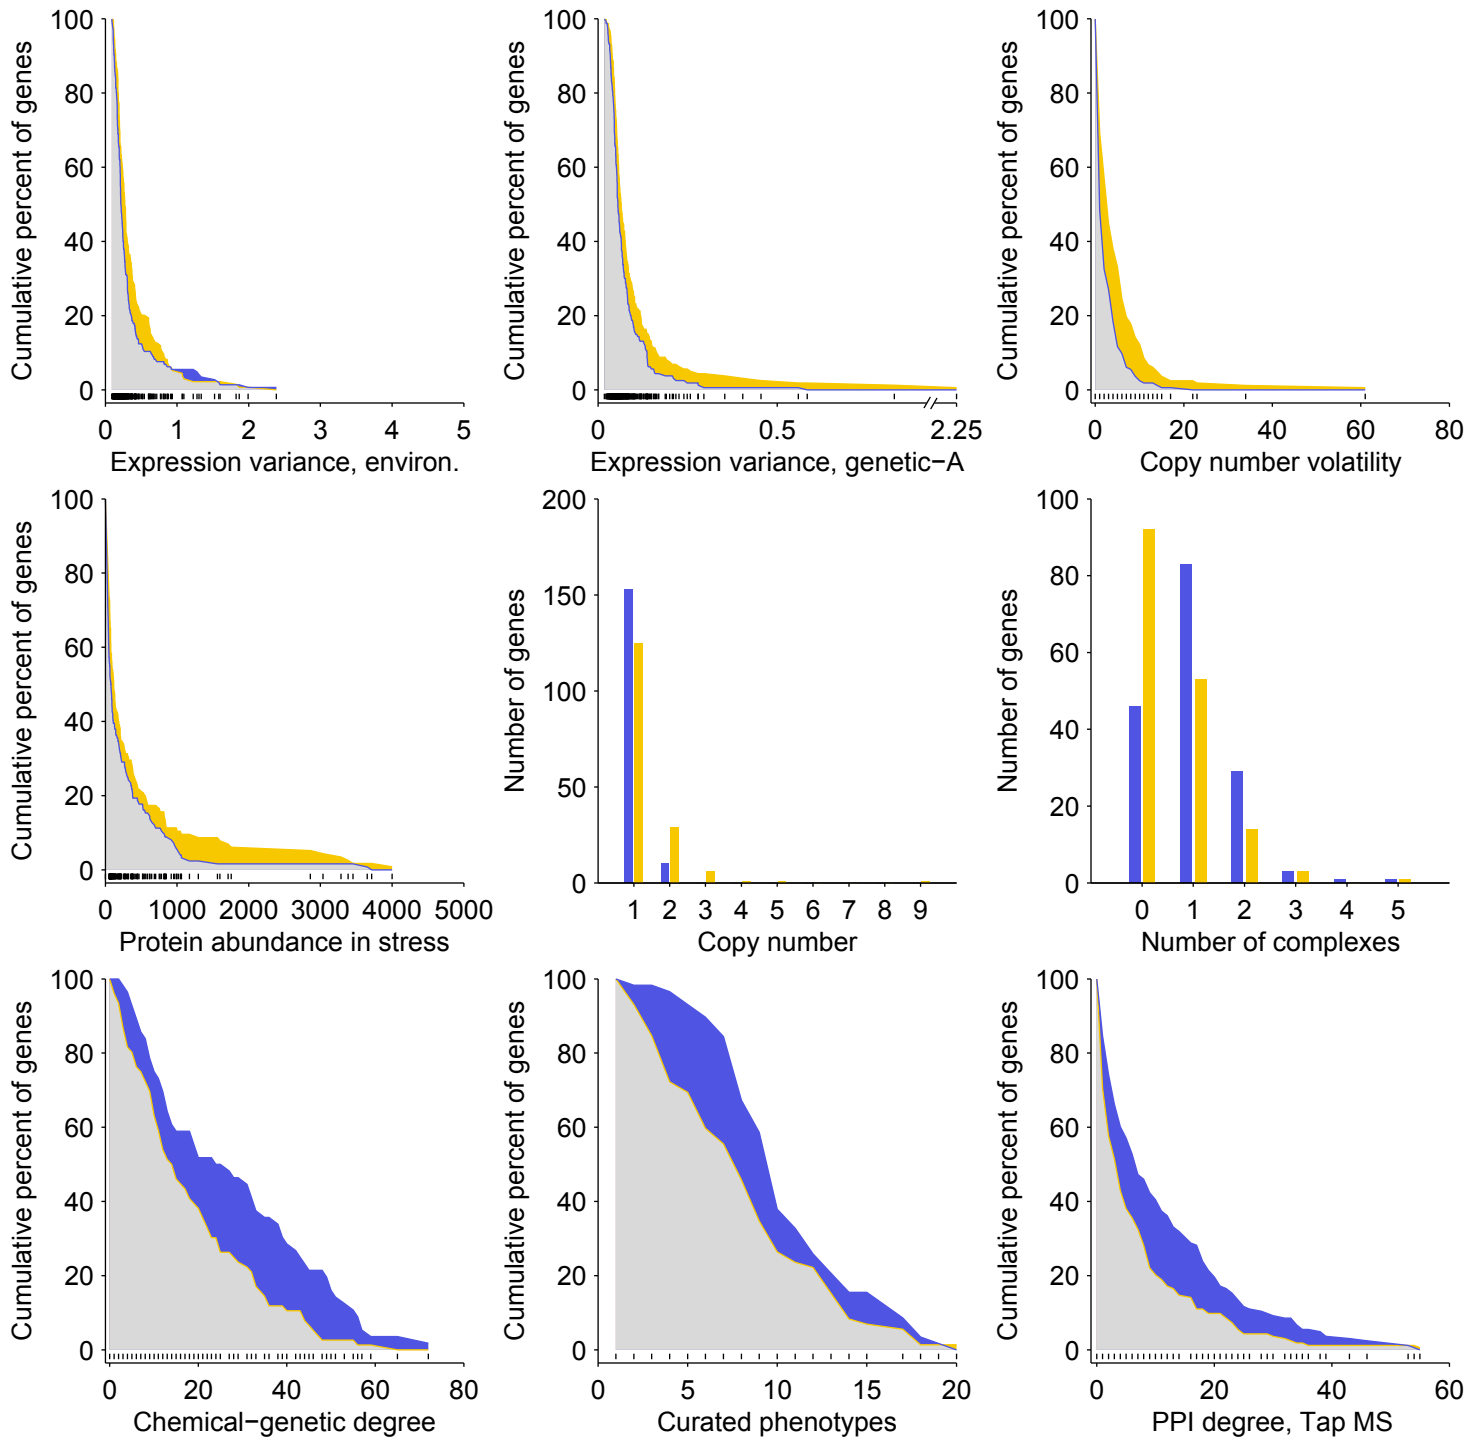 Cumulative percent of genes
100
80
60
40
20
0
0 1 2 3 4 5
Expression variance, environ.
Cumulative percent of genes
100
80
60
40
20
0
0 0.5 2.25
Expression variance, genetic−A
Cumulative percent of genes
100
80
60
40
20
0
0 20 40 60 80
Copy number volatility
Cumulative percent of genes
100
80
60
40
20
0
0 1000 2000 3000 4000 5000
Protein abundance in stress
Number of genes
200
150
100
50
0
1 2 3 4 5 6 7 8 9
Copy number
Number of genes
100
80
60
40
20
0
0 1 2 3 4 5
Number of complexes
Cumulative percent of genes
100
80
60
40
20
0
0 20 40 60 80
Chemical−genetic degree
Cumulative percent of genes
100
80
60
40
20
0
0 5 10 15 20
Curated phenotypes
Cumulative percent of genes
100
80
60
40
20
0
0 20 40 60
PPI degree, Tap MS